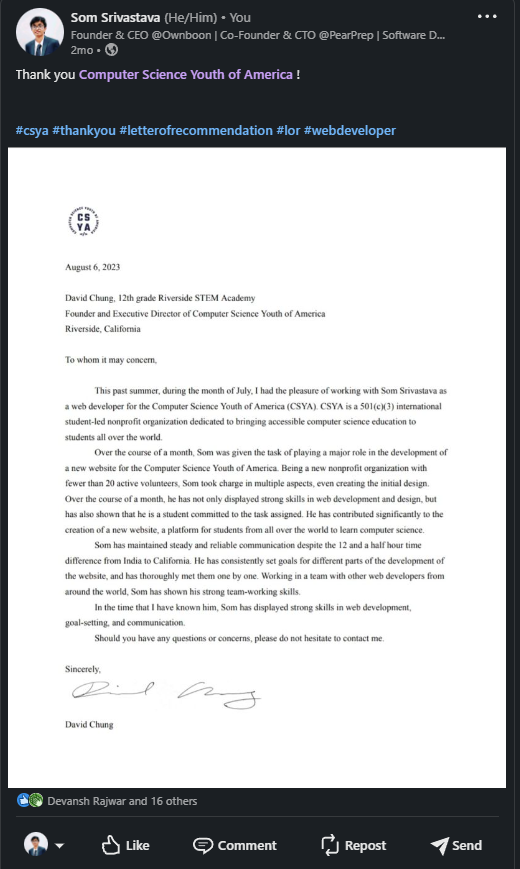 Som Srivastava (He/Him) • You
Founder & CEO @Ownboon | Co-Founder & CTO @PearPrep | Software D...
2mo •
Thank you Computer Science Youth of America !
#csya #thankyou #letterofrecommendation #lor #webdeveloper
CS
YA
August 6, 2023
David Chung, 12th grade Riverside STEM Academy
Founder and Executive Director of Computer Science Youth of America
Riverside, California
To whom it may concern,
This past summer, during the month of July, I had the pleasure of working with Som Srivastava as
a web developer for the Computer Science Youth of America (CSYA). CSYA is a 501(c)(3) international
student-led nonprofit organization dedicated to bringing accessible computer science education to
students all over the world.
Over the course of a month, Som was given the task of playing a major role in the development of
a new website for the Computer Science Youth of America. Being a new nonprofit organization with
fewer than 20 active volunteers, Som took charge in multiple aspects, even creating the initial design.
Over the course of a month, he has not only displayed strong skills in web development and design, but
has also shown that he is a student committed to the task assigned. He has contributed significantly to the
creation of a new website, a platform for students from all over the world to learn computer science.
Som has maintained steady and reliable communication despite the 12 and a half hour time
difference from India to California. He has consistently set goals for different parts of the development of
the website, and has thoroughly met them one by one. Working in a team with other web developers from
around the world, Som has shown his strong team-working skills.
In the time that I have known him, Som has displayed strong skills in web development,
goal-setting, and communication.
Should you have any questions or concerns, please do not hesitate to contact me.
Sincerely,
David Chung
David Chung
Devansh Rajwar and 16 others
Like
Comment
Repost
Send